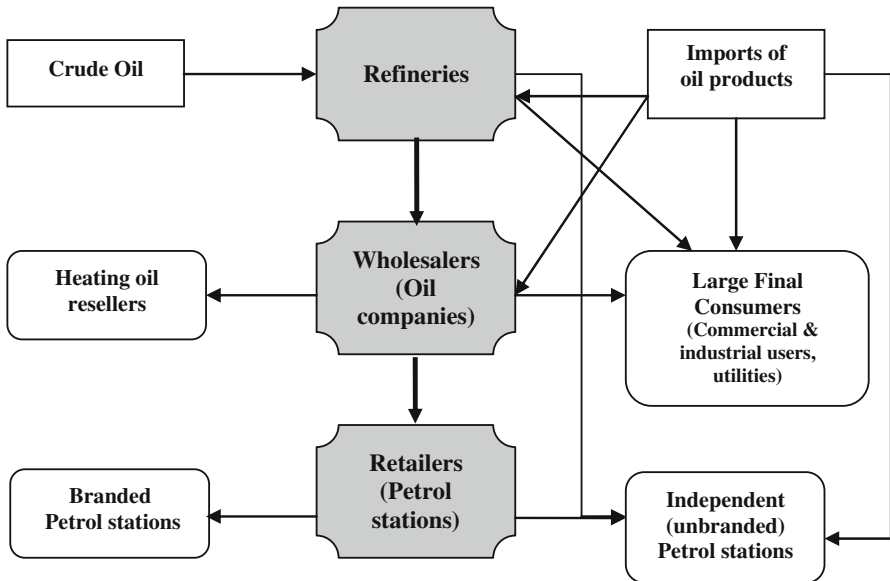 Crude Oil
Refineries
Imports of
oil products
Heating oil
resellers
Wholesalers
(Oil
companies)
Large Final
Consumers
(Commercial &
industrial users,
utilities)
Branded
Petrol stations
Retailers
(Petrol
stations)
Independent
(unbranded)
Petrol stations